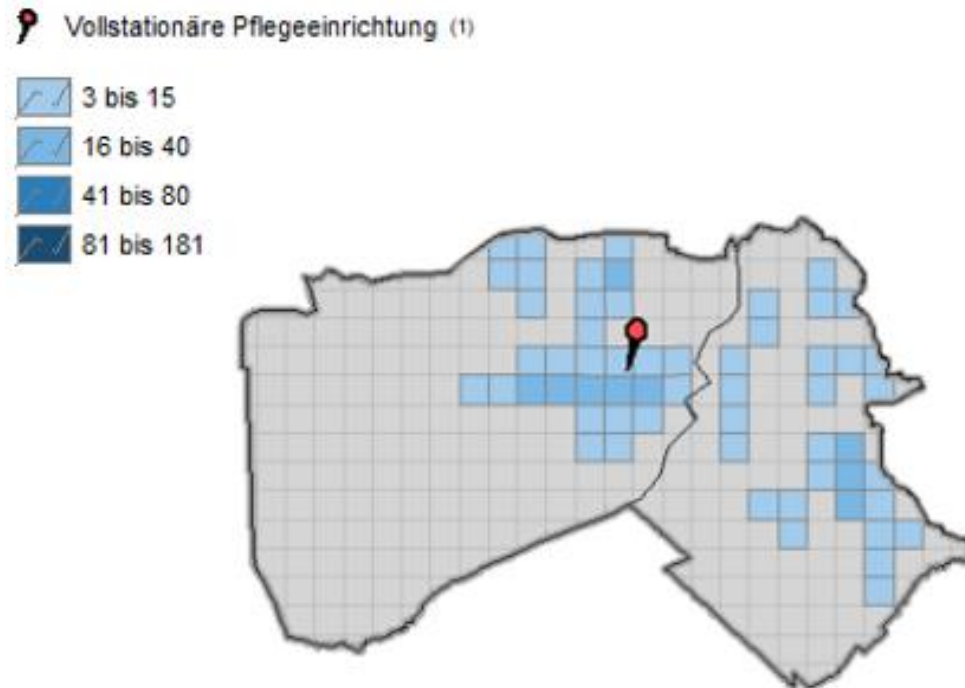 Vollstationäre Pflegeeinrichtung (1)
3 bis 15
16 bis 40
41 bis 80
81 bis 181